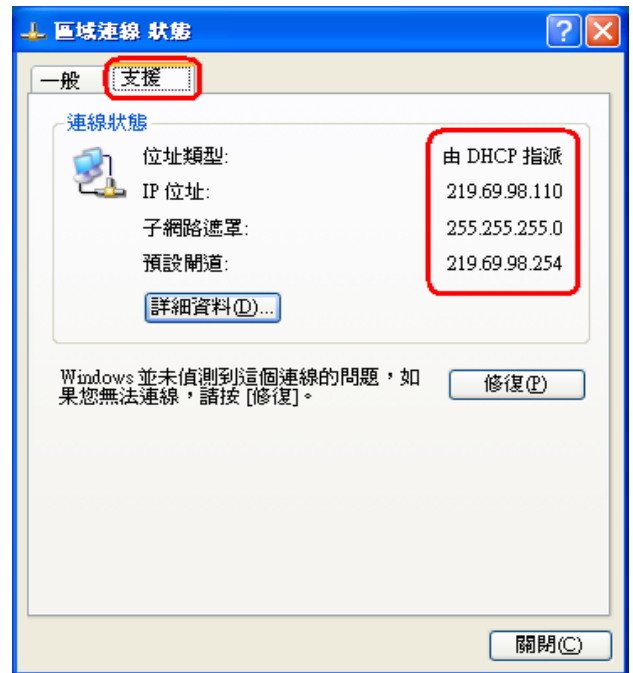 區域連線 狀態
一般
支援
連線狀態
位址類型:
由 DHCP 指派
IP 位址:
219.69.98.110
子網路遮罩:
255.255.255.0
預設閘道:
219.69.98.254
詳細資料(D)...
Windows 並未偵測到這個連線的問題，如
果您無法連線，請按 [修復]。
修復(P)
關閉(C)